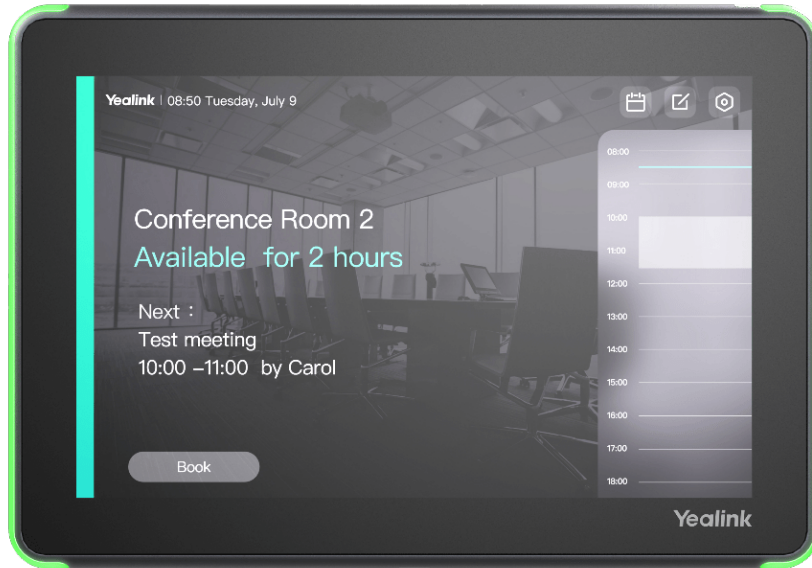 Yealink | 08:50 Tuesday, July 9
Conference Room 2
Available for 2 hours
Next :
Test meeting
10:00 –11:00 by Carol
Book
08:00
09:00
10:00
11:00
12:00
13:00
14:00
15:00
16:00
17:00
18:00
Yealink